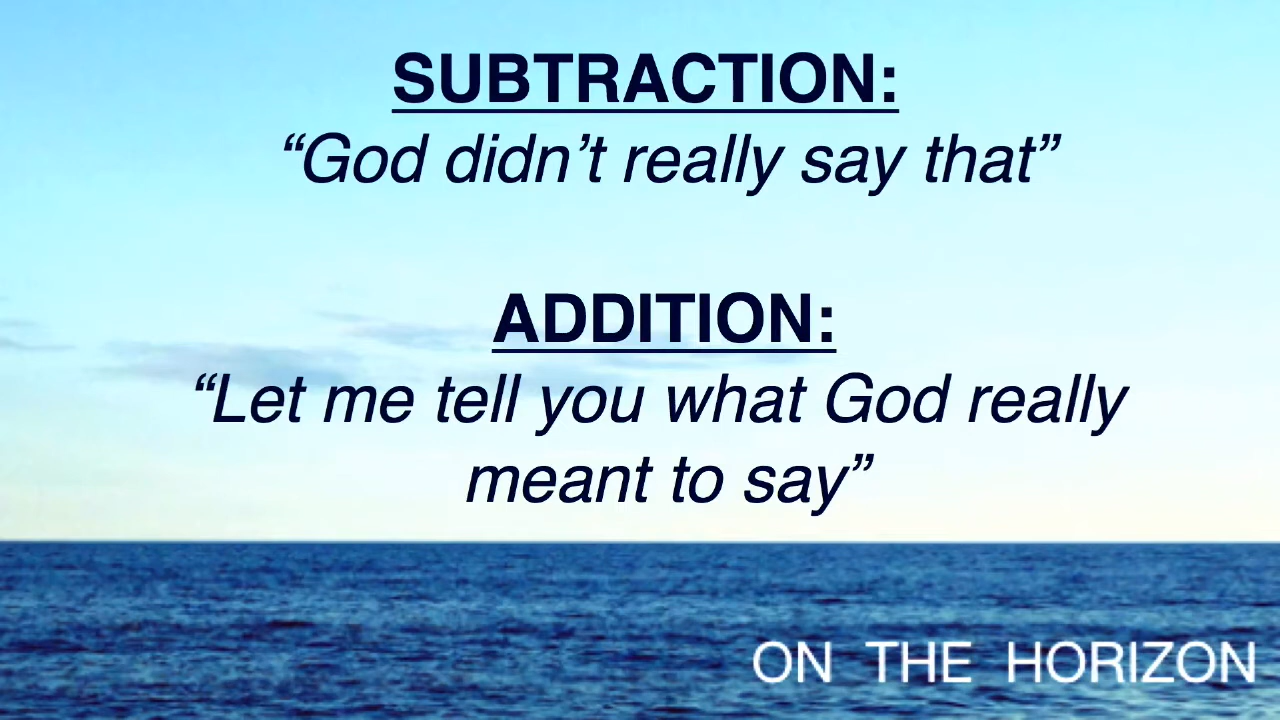 SUBTRACTION:
“God didn’t really say that”
ADDITION:
“Let me tell you what God really
meant to say”
ON THE HORIZON